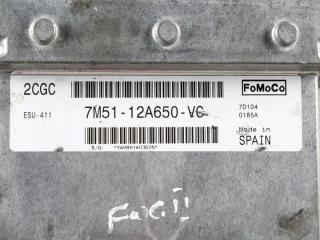 2CGC
FoMoCo
ESU-411
7M51-12A650-VC
70104
0185A
Made in
SPAIN
S/N: